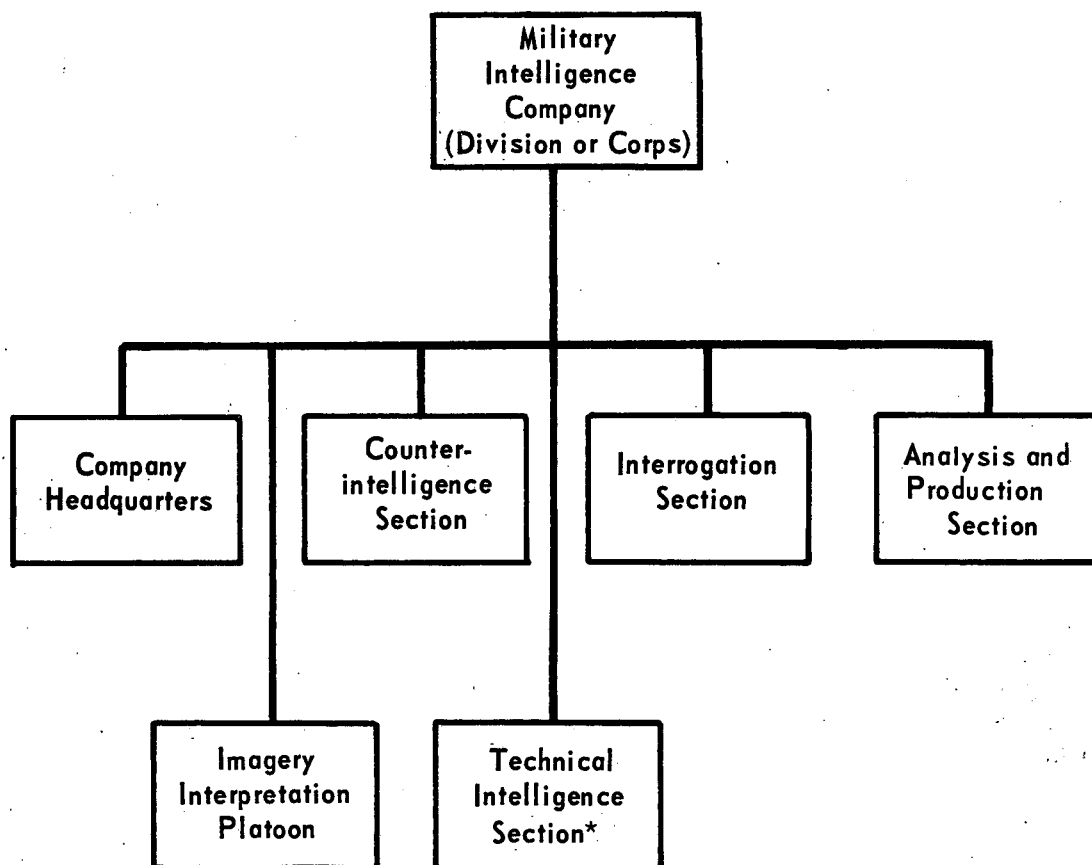 Military
Intelligence
Company
(Division or Corps)
Company
Headquarters
Counter-
intelligence
Section
Interrogation
Section
Analysis and
Production
Section
Imagery
Interpretation
Platoon
Technical
Intelligence
Section*